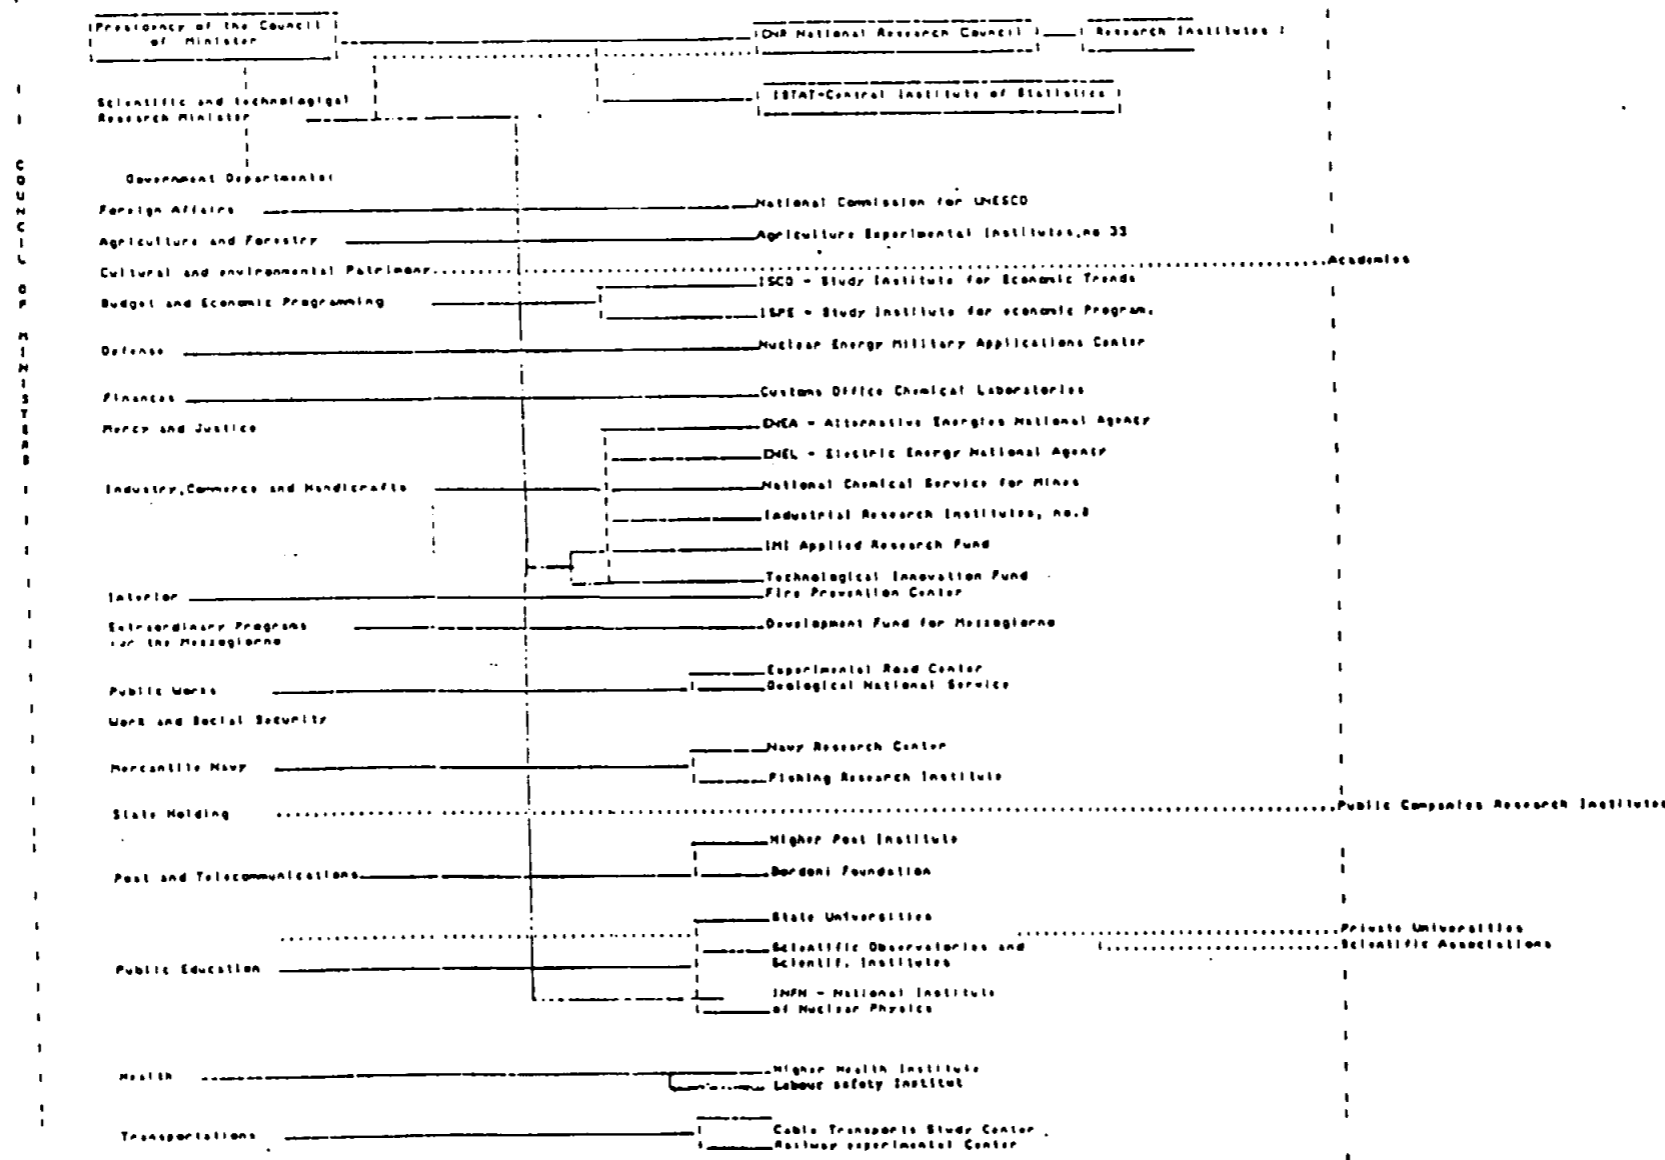 Presidency of the Council
of Minister
CNR National Research Council
Research Institutes
ISTAT-Central Institute of Statistics
Scientific and technological
Research Minister
COUNCIL OF MINISTERS
Government Departments:
Foreign Affairs
National Commission for UNESCO
Agriculture and Forestry
Agriculture Experimental Institutes,no 33
Cultural and environmental Patrimony
Academies
Budget and Economic Programming
ISCO - Study Institute for Economic Trends
ISPE - Study Institute for economic Program.
Defense
Nuclear Energy Military Applications Center
Finances
Customs Office Chemical Laboratories
Mercy and Justice
ENEA - Alternative Energies National Agency
ENEL - Electric Energy National Agency
Industry,Commerce and Handicrafts
National Chemical Service for Mines
Industrial Research Institutes, no.8
IMI Applied Research Fund
Technological Innovation Fund
Interior
Fire Prevention Center
Extraordinary Programs
for the Mezzogiorno
Development Fund for Mezzogiorno
Experimental Road Center
Public Works
Geological National Service
Work and Social Security
Navy Research Center
Mercantile Navy
Fishing Research Institute
State Holding
Public Companies Research Institutes
Higher Post Institute
Post and Telecommunications
Bordoni Foundation
State Universities
Private Universities
Scientific Observatories and
Scientif. Institutes
Scientific Associations
Public Education
INFN - National Institute
of Nuclear Physics
Health
Higher Health Institute
Labour safety Institut
Transportations
Cable Transports Study Center
Railway experimental Center